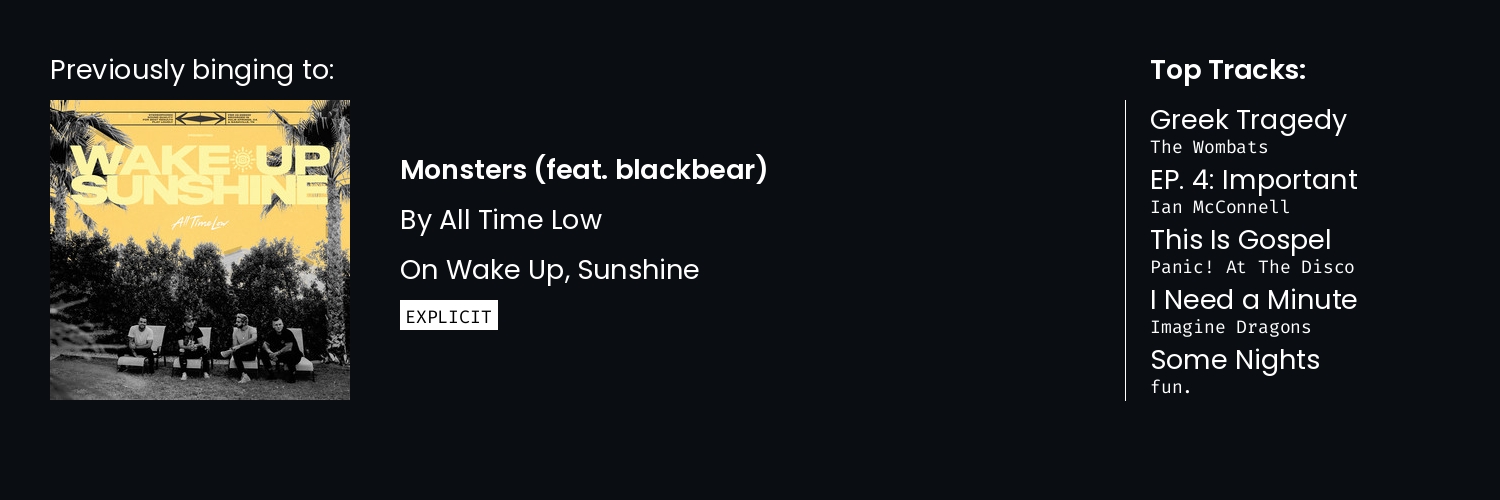 Previously binging to:
WAKE UP
SUNSHINE
All Time Low
Monsters (feat. blackbear)
By All Time Low
On Wake Up, Sunshine
EXPLICIT
Top Tracks:
Greek Tragedy
The Wombats
EP. 4: Important
Ian McConnell
This Is Gospel
Panic! At The Disco
I Need a Minute
Imagine Dragons
Some Nights
fun.